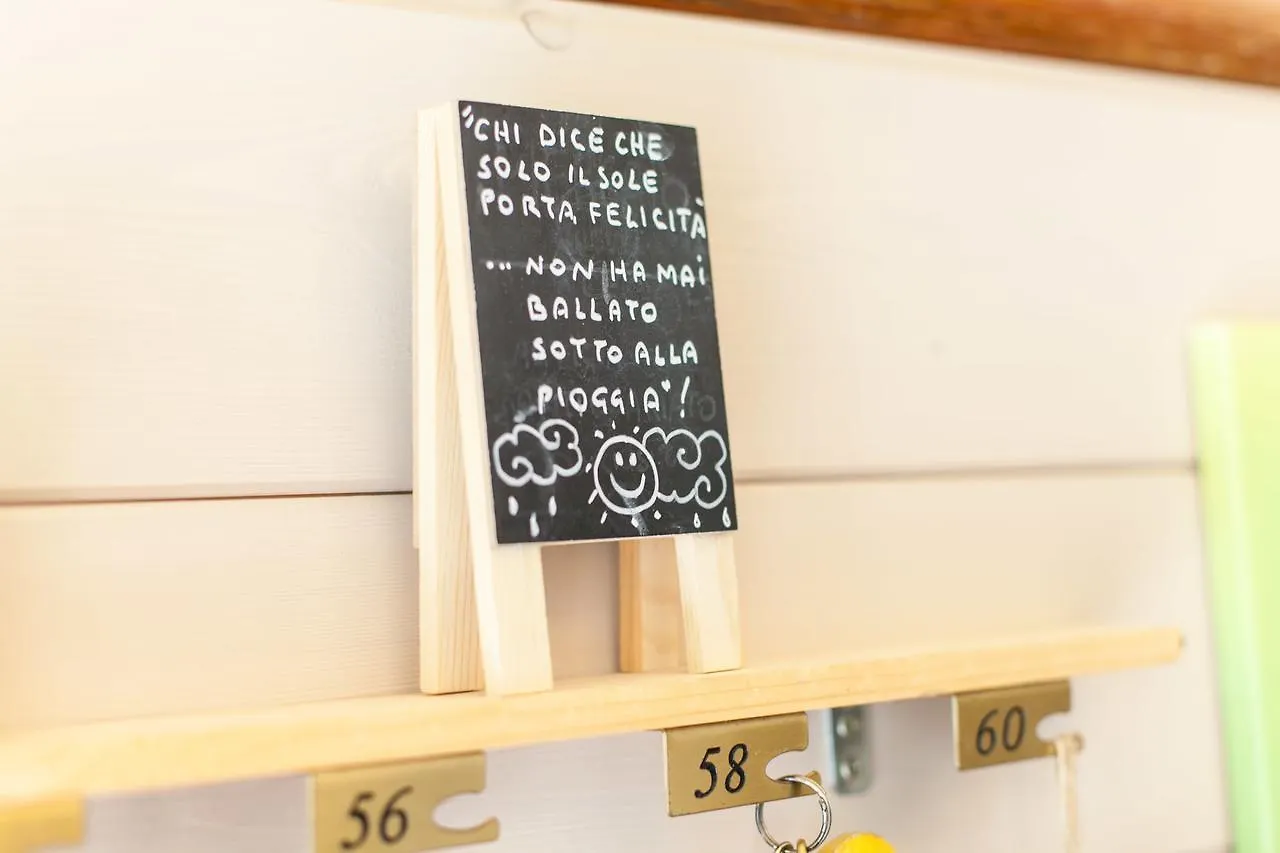 "CHI DICE CHE
SOLO IL SOLE
PORTA FELICITÀ
... NON HA MAi
BALLATO
SOTTO ALLA
PIOGGIA"!
56
58
60